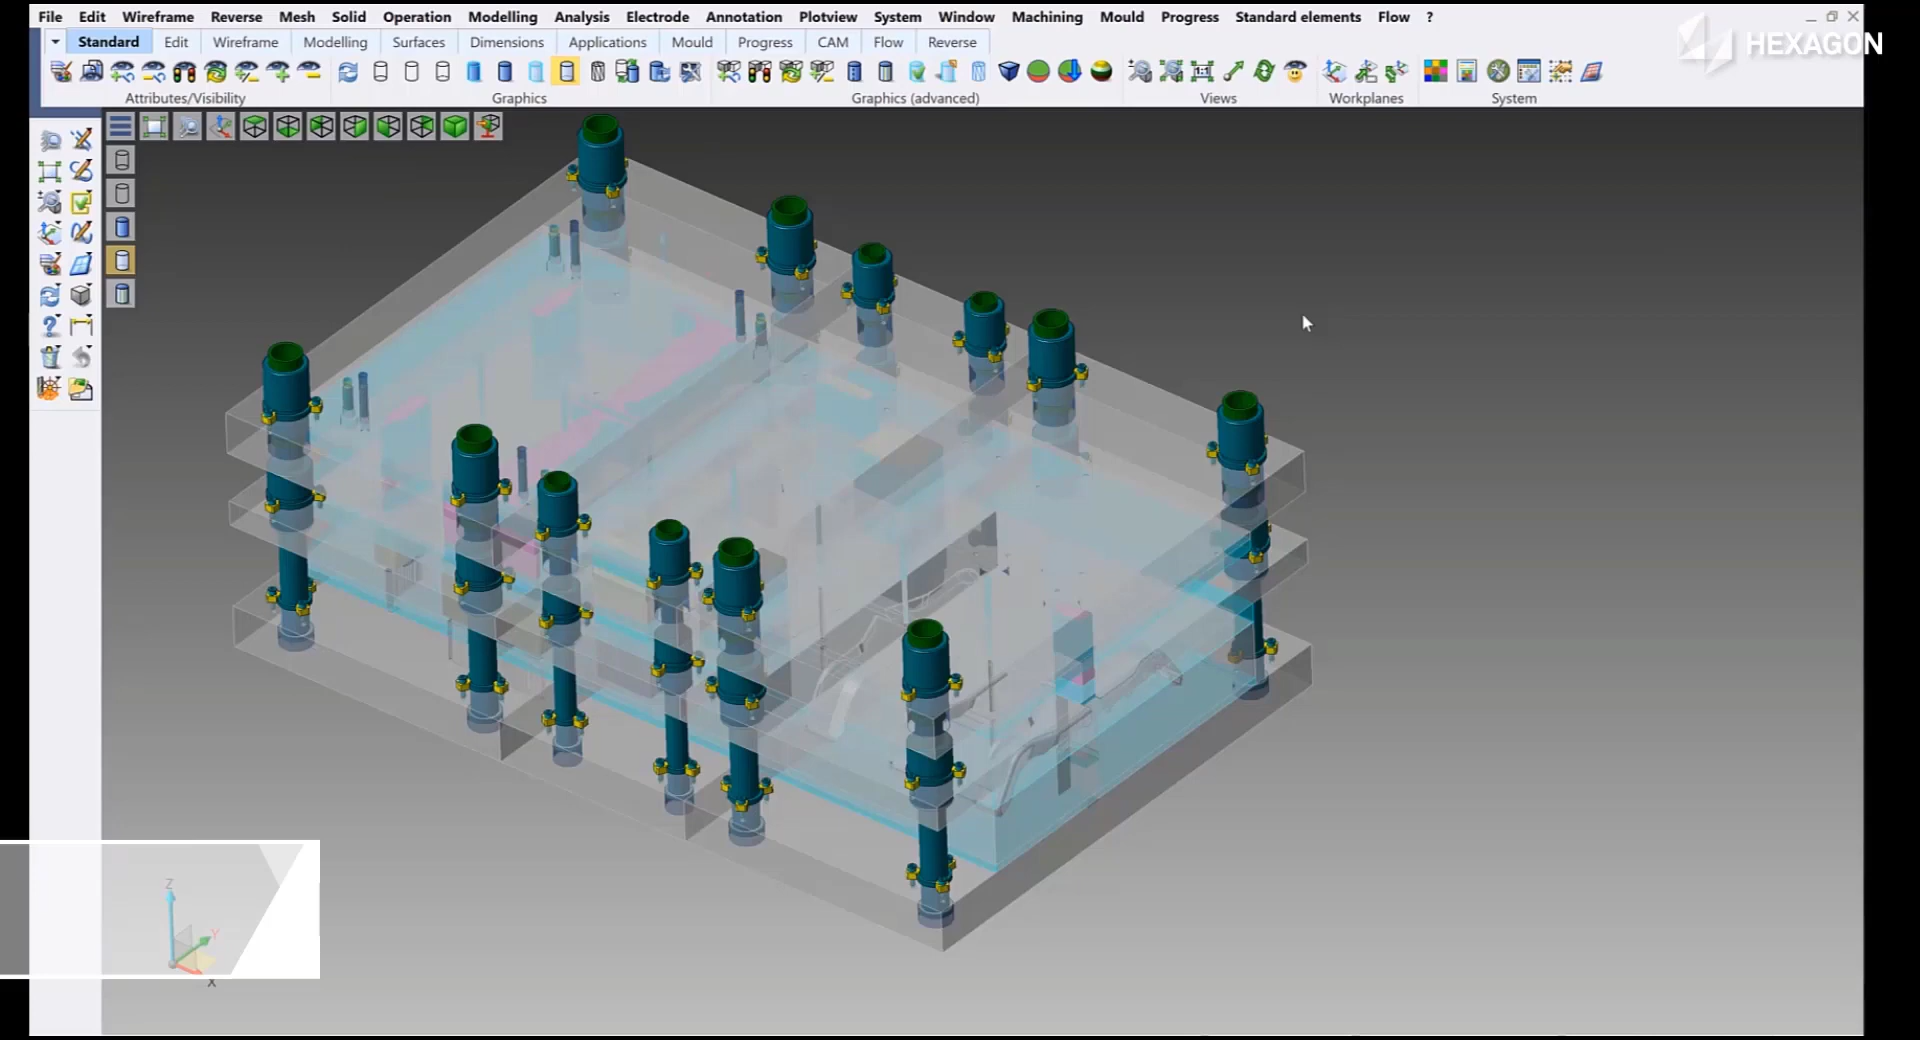 File Edit Wireframe Reverse Mesh Solid Operation Modelling Analysis Electrode Annotation Plotview System Window Machining Mould Progress Standard elements Flow ?
HEXAGON
Standard Edit Wireframe Modelling Surfaces Dimensions Applications Mould Progress CAM Flow Reverse
Attributes/Visibility Graphics Graphics (advanced) Views Workplanes System
Z
Y
X